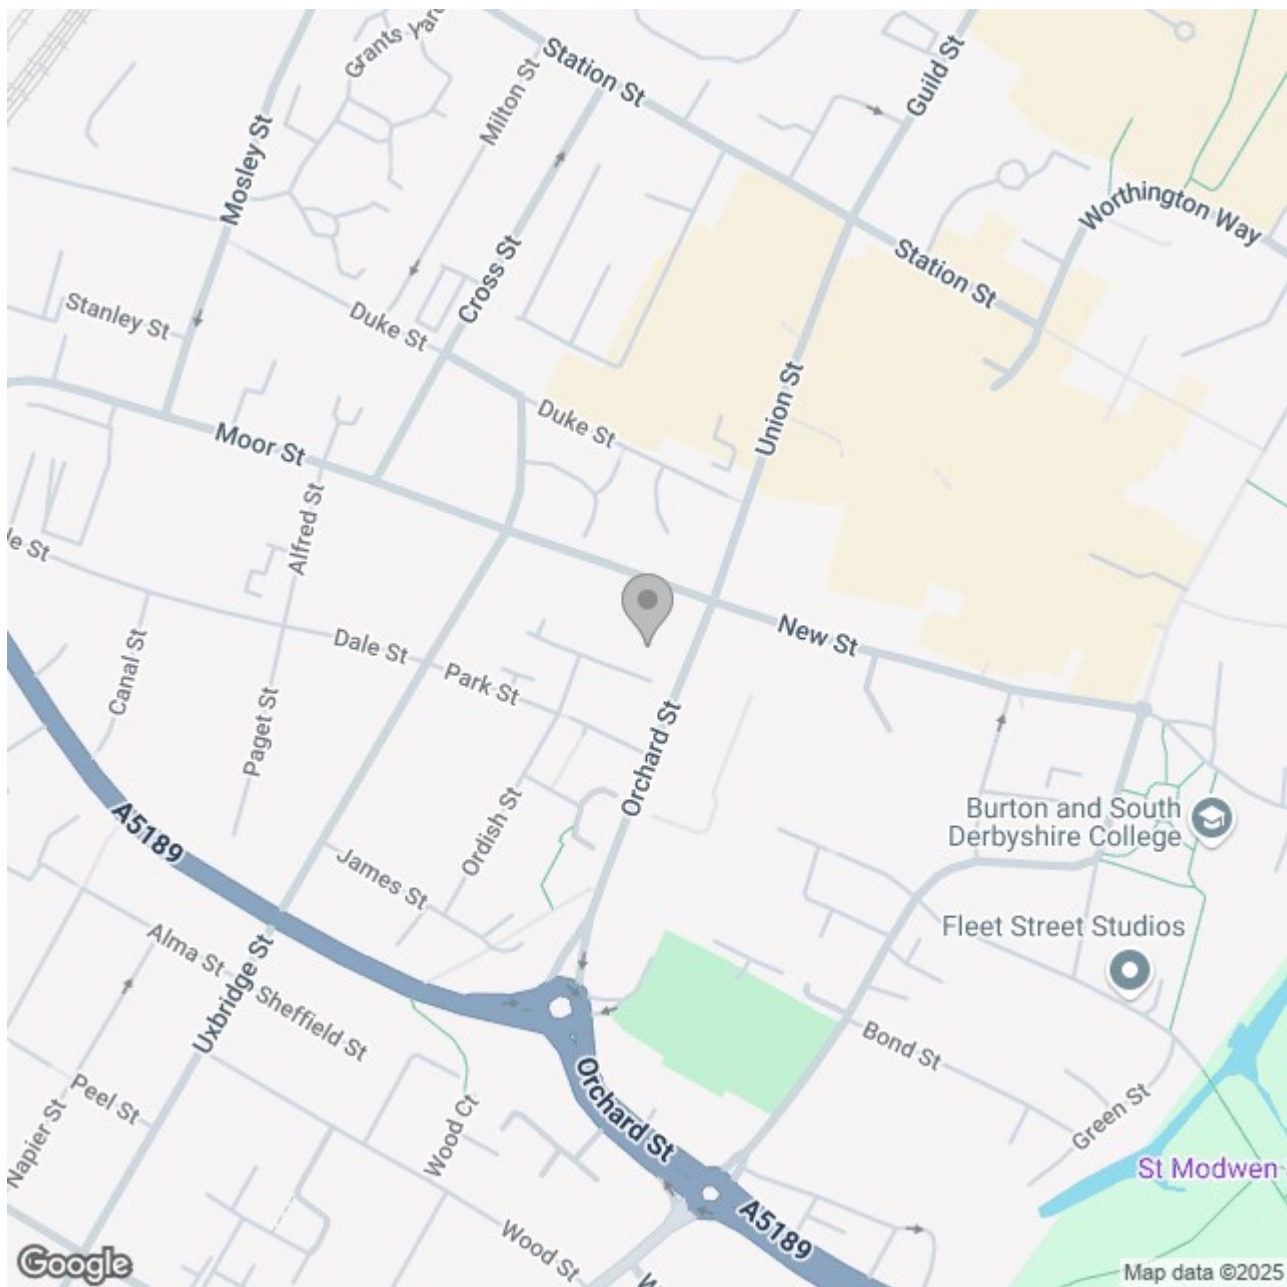 Grants Yard
Station St
Guild St
Milton St
Mosley St
Worthington Way
Cross St
Station St
Stanley St
Duke St
Union St
Duke St
Moor St
Alfred St
le St
New St
Dale St
Park St
Canal St
Paget St
Orchard St
A5189
Ordish St
Burton and South
Derbyshire College
James St
Fleet Street Studios
Alma St
Sheffield St
Uxbridge St
Bond St
Peel St
Orchard St
Green St
Napier St
Wood Ct
St Modwen
A5189
Wood St
Google
Map data ©2025